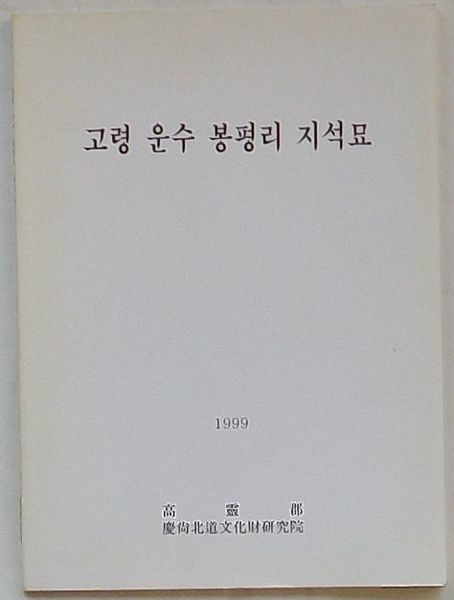 고령 운수 봉평리 지석묘
1999
高靈郡
慶尙北道文化財研究院